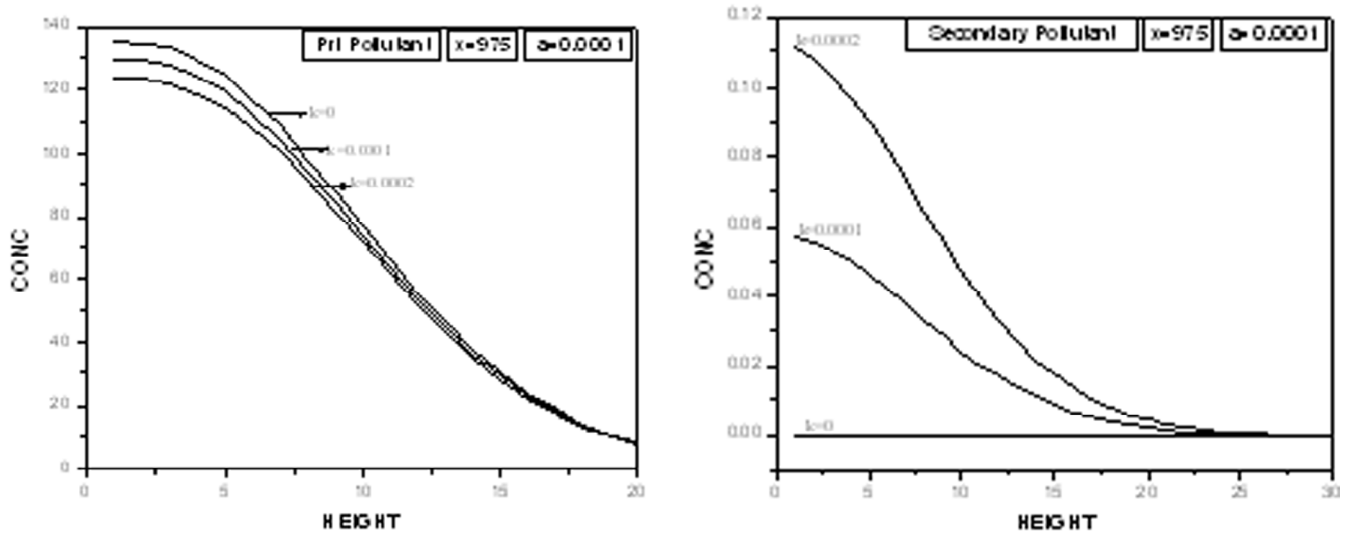 140
120
100
80
60
40
20
0
CONC
Pri Pollutant
x=975
a=0.0001
k=0
k=0.0001
k=0.0002
0
5
10
15
20
HEIGHT
0.12
0.10
0.08
0.06
0.04
0.02
0.00
CONC
Secondary Pollutant
x=975
a=0.0001
k=0.0002
k=0.0001
k=0
0
5
10
15
20
25
30
HEIGHT